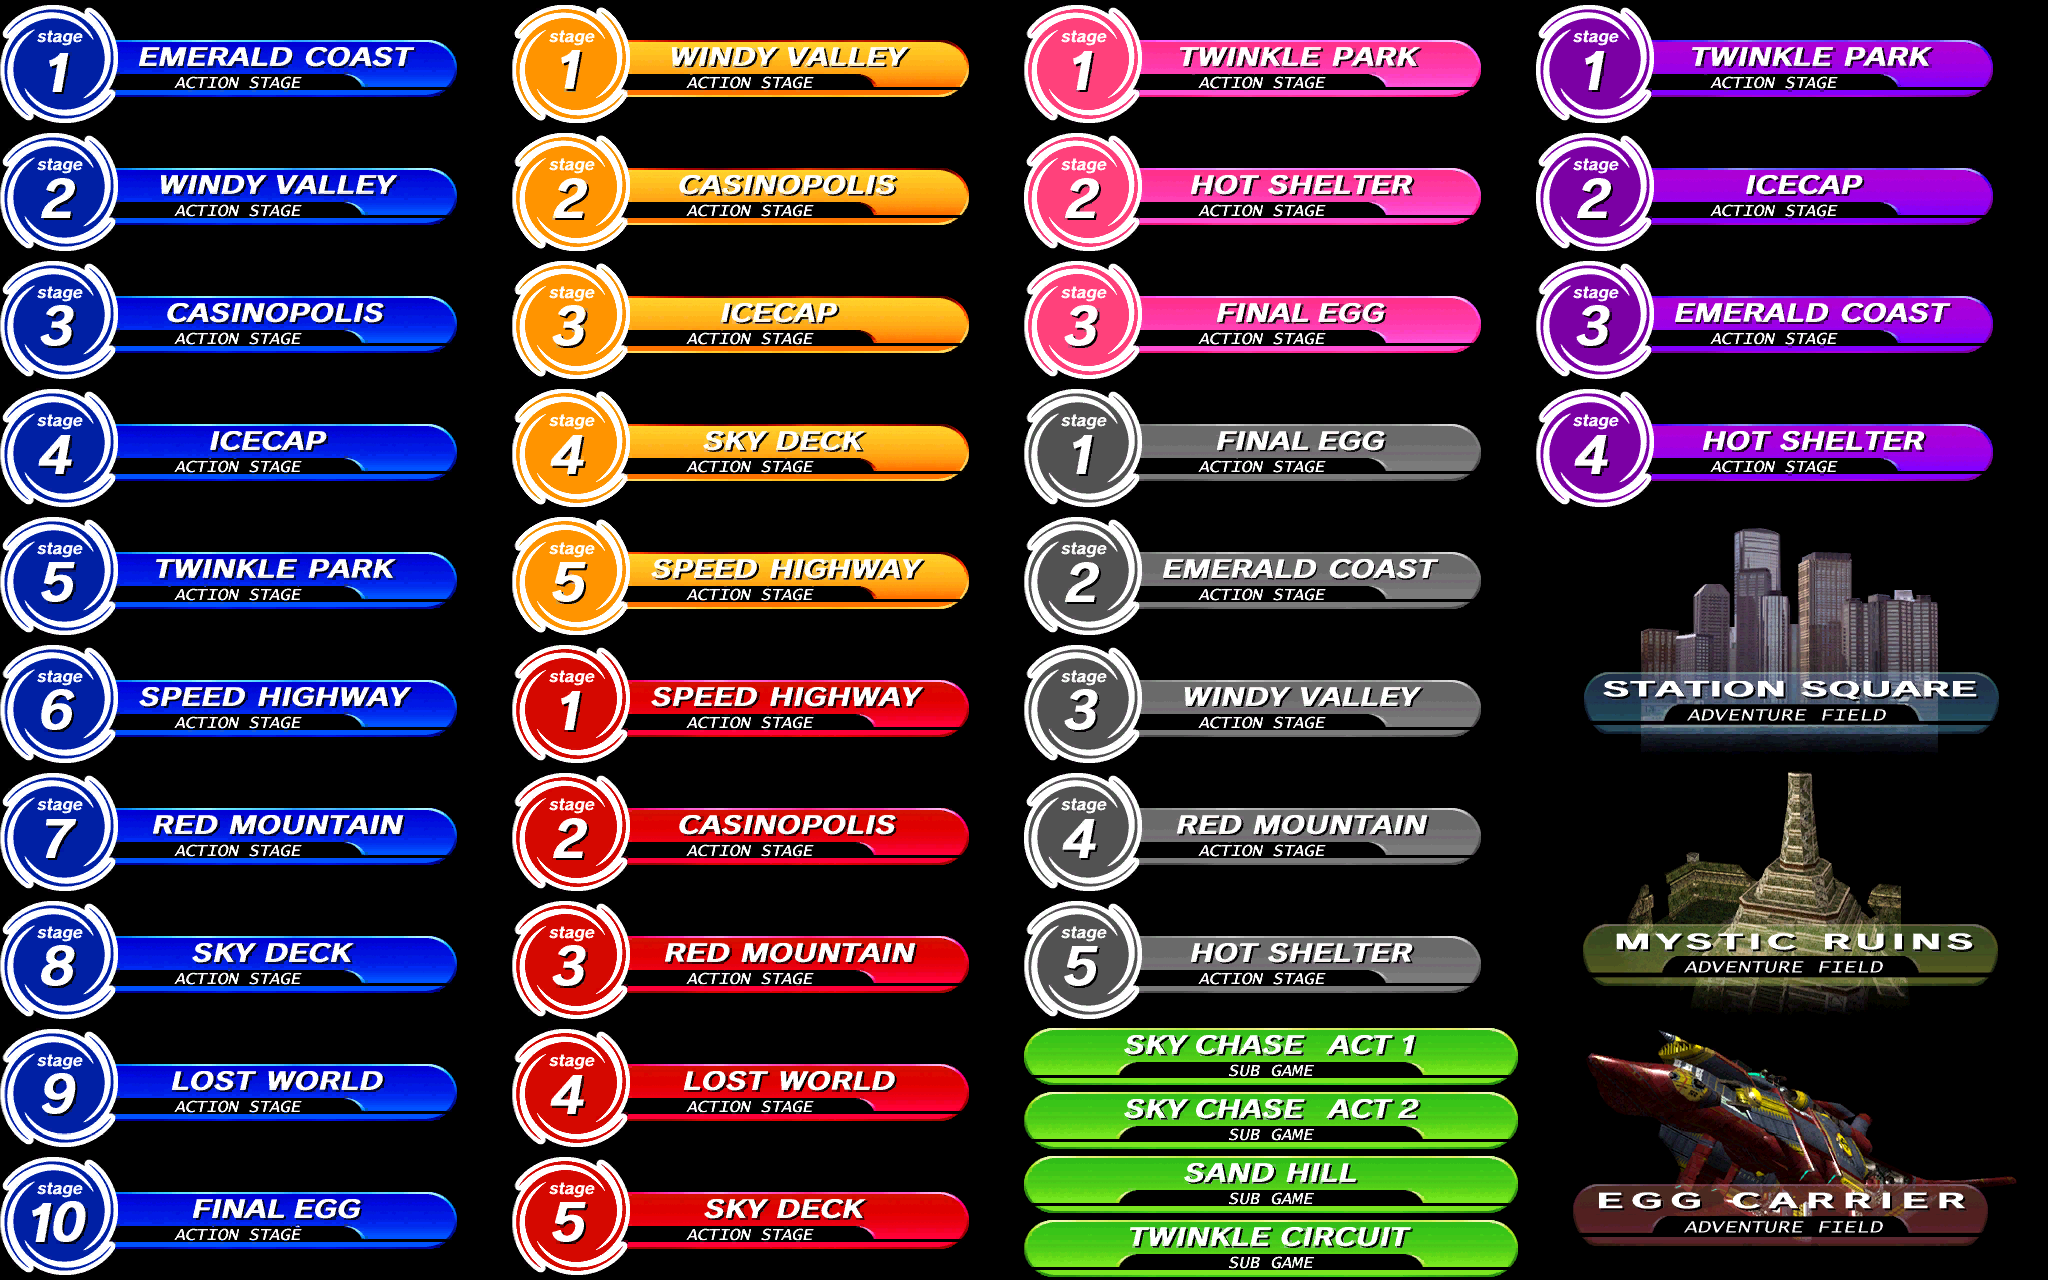 stage
1
EMERALD COAST
ACTION STAGE
stage
2
WINDY VALLEY
ACTION STAGE
stage
3
CASINOPOLIS
ACTION STAGE
stage
4
ICECAP
ACTION STAGE
stage
5
TWINKLE PARK
ACTION STAGE
stage
6
SPEED HIGHWAY
ACTION STAGE
stage
7
RED MOUNTAIN
ACTION STAGE
stage
8
SKY DECK
ACTION STAGE
stage
9
LOST WORLD
ACTION STAGE
stage
10
FINAL EGG
ACTION STAGE
stage
1
WINDY VALLEY
ACTION STAGE
stage
2
CASINOPOLIS
ACTION STAGE
stage
3
ICECAP
ACTION STAGE
stage
4
SKY DECK
ACTION STAGE
stage
5
SPEED HIGHWAY
ACTION STAGE
stage
1
SPEED HIGHWAY
ACTION STAGE
stage
2
CASINOPOLIS
ACTION STAGE
stage
3
RED MOUNTAIN
ACTION STAGE
stage
4
LOST WORLD
ACTION STAGE
stage
5
SKY DECK
ACTION STAGE
stage
1
TWINKLE PARK
ACTION STAGE
stage
2
HOT SHELTER
ACTION STAGE
stage
3
FINAL EGG
ACTION STAGE
stage
1
FINAL EGG
ACTION STAGE
stage
2
EMERALD COAST
ACTION STAGE
stage
3
WINDY VALLEY
ACTION STAGE
stage
4
RED MOUNTAIN
ACTION STAGE
stage
5
HOT SHELTER
ACTION STAGE
SKY CHASE ACT 1
SUB GAME
SKY CHASE ACT 2
SUB GAME
SAND HILL
SUB GAME
TWINKLE CIRCUIT
SUB GAME
stage
1
TWINKLE PARK
ACTION STAGE
stage
2
ICECAP
ACTION STAGE
stage
3
EMERALD COAST
ACTION STAGE
stage
4
HOT SHELTER
ACTION STAGE
STATION SQUARE
ADVENTURE FIELD
MYSTIC RUINS
ADVENTURE FIELD
EGG CARRIER
ADVENTURE FIELD